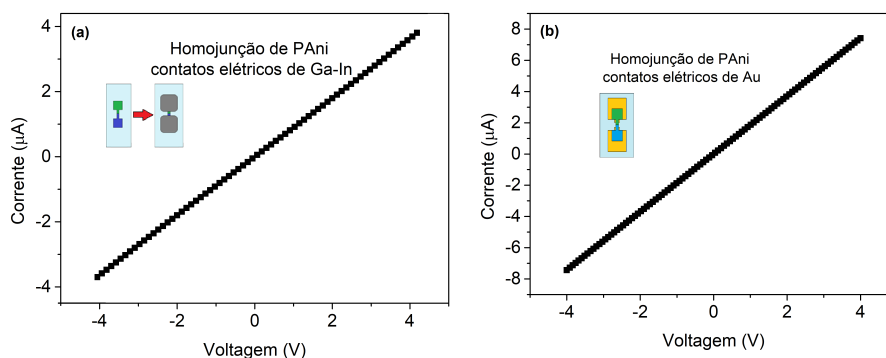 (a)
Homojunção de PAni
contatos elétricos de Ga-In
Corrente (μA)
4
2
0
-2
-4
-4
-2
0
2
4
Voltagem (V)
(b)
Homojunção de PAni
contatos elétricos de Au
Corrente (μA)
8
6
4
2
0
-2
-4
-6
-8
-4
-2
0
2
4
Voltagem (V)